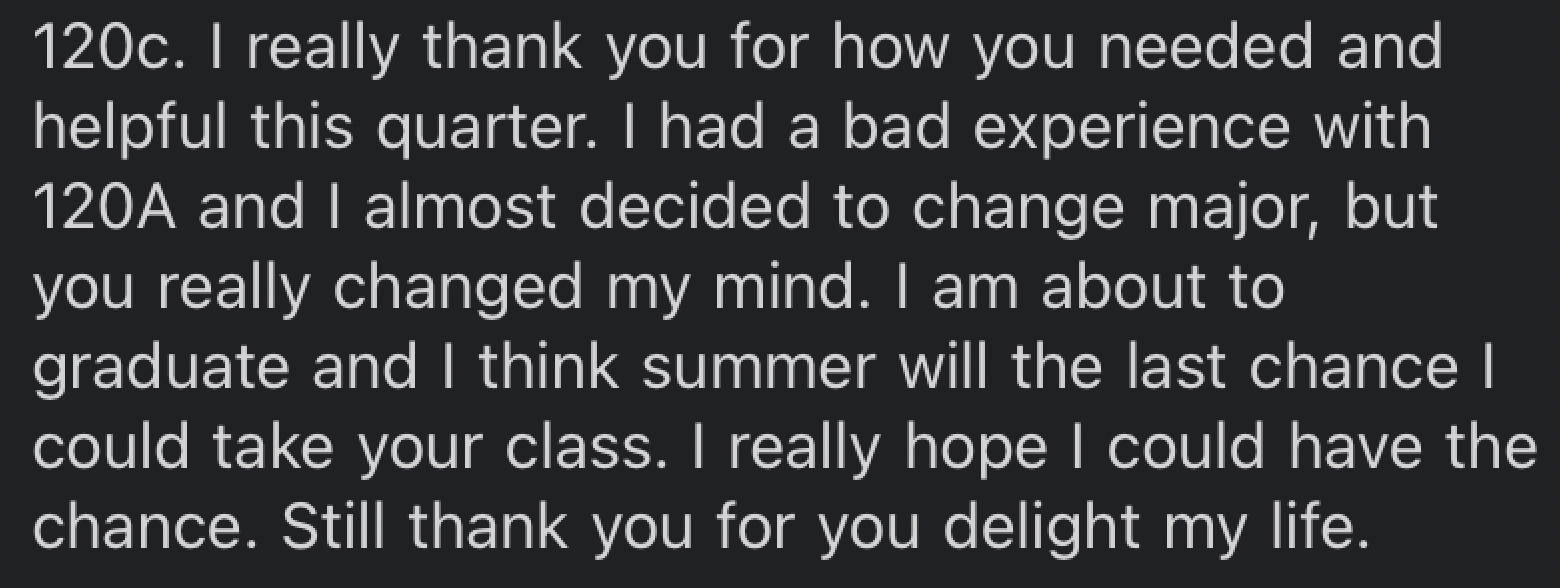 120c. I really thank you for how you needed and
helpful this quarter. I had a bad experience with
120A and I almost decided to change major, but
you really changed my mind. I am about to
graduate and I think summer will the last chance I
could take your class. I really hope I could have the
chance. Still thank you for you delight my life.